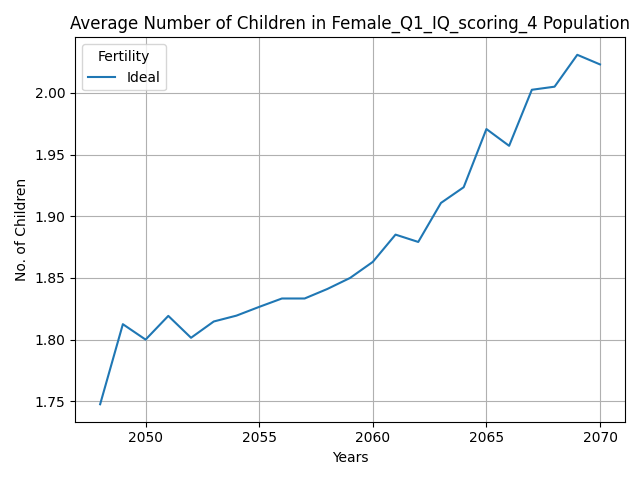 Average Number of Children in Female_Q1_IQ_scoring_4 Population
Fertility
Ideal
No. of Children
2.00
1.95
1.90
1.85
1.80
1.75
2050 2055 2060 2065 2070
Years